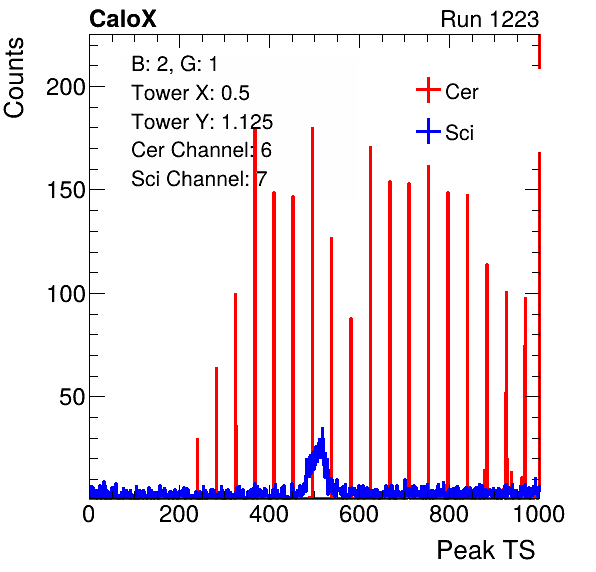 CaloX Run 1223
Counts
B: 2, G: 1
Tower X: 0.5
Tower Y: 1.125
Cer Channel: 6
Sci Channel: 7
Cer
Sci
200
150
100
50
0 200 400 600 800 1000
Peak TS